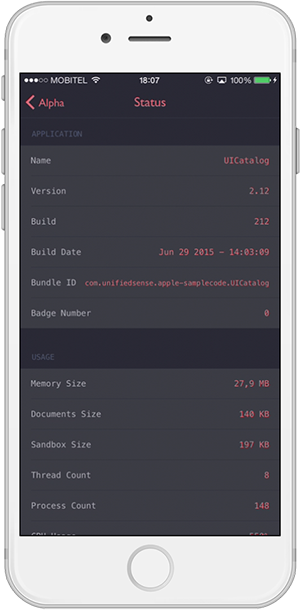 MOBITEL 18:07 100%
Alpha Status
APPLICATION
Name UICatalog
Version 2.12
Build 212
Build Date Jun 29 2015 – 14:03:09
Bundle ID com.unifiedsense.apple-samplecode.UICatalog
Badge Number 0
USAGE
Memory Size 27,9 MB
Documents Size 140 KB
Sandbox Size 197 KB
Thread Count 8
Process Count 148